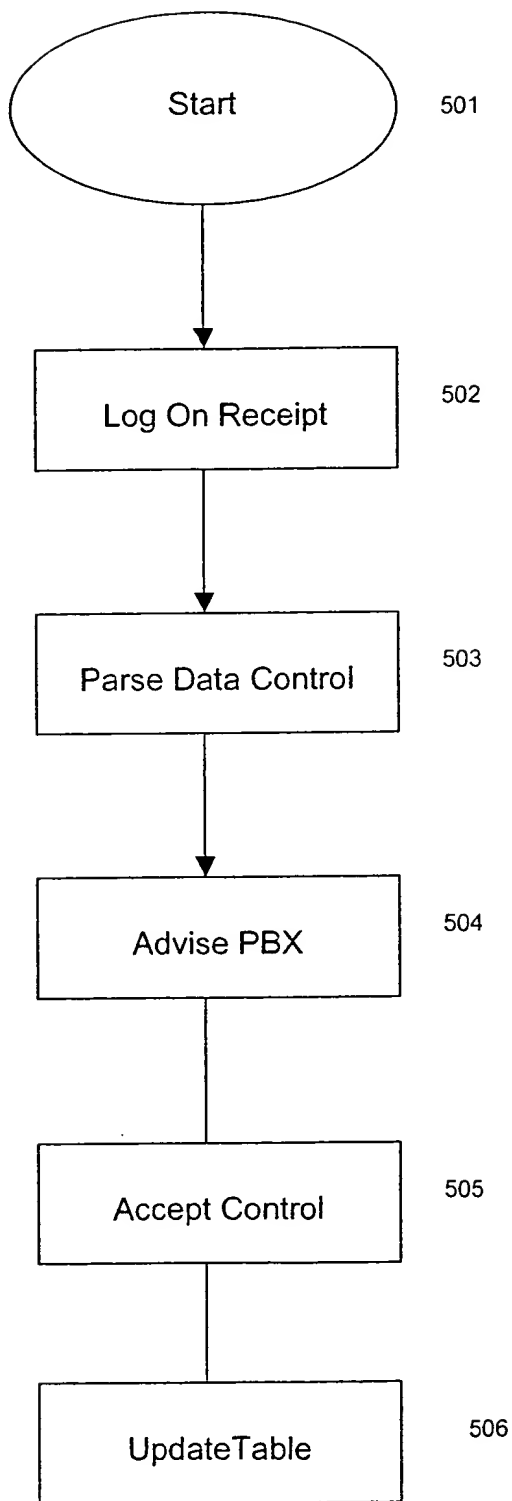 Start
501
Log On Receipt
502
Parse Data Control
503
Advise PBX
504
Accept Control
505
UpdateTable
506